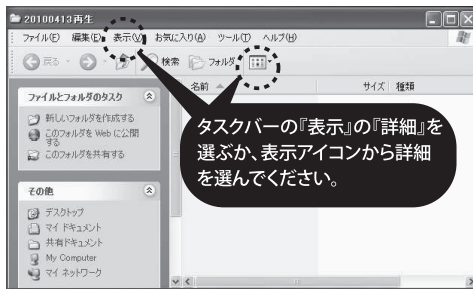 20100413再生
ファイル(F) 編集(E) 表示(V) お気に入り(A) ツール(T) ヘルプ(H)
戻る 検索 フォルダ
名前 サイズ 種類
ファイルとフォルダのタスク
新しいフォルダを作成する
このフォルダを Web に公開
する
このフォルダを共有する
タスクバーの『表示』の『詳細』を
選ぶか、表示アイコンから詳細
を選んでください。
その他
デスクトップ
マイ ドキュメント
共有ドキュメント
My Computer
マイ ネットワーク